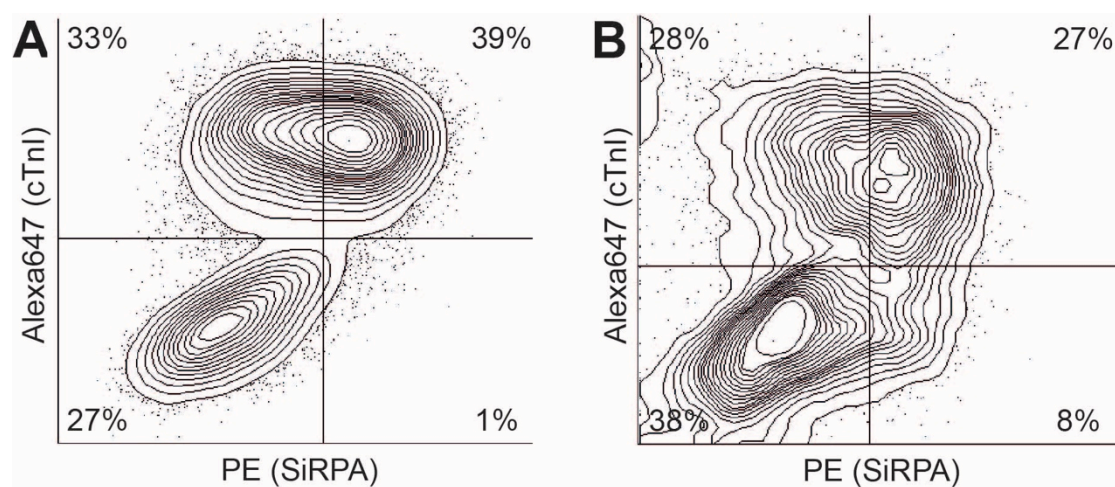 A
33%
39%
Alexa647 (cTnI)
27%
1%
PE (SiRPA)
B
28%
27%
Alexa647 (cTnI)
38%
8%
PE (SiRPA)